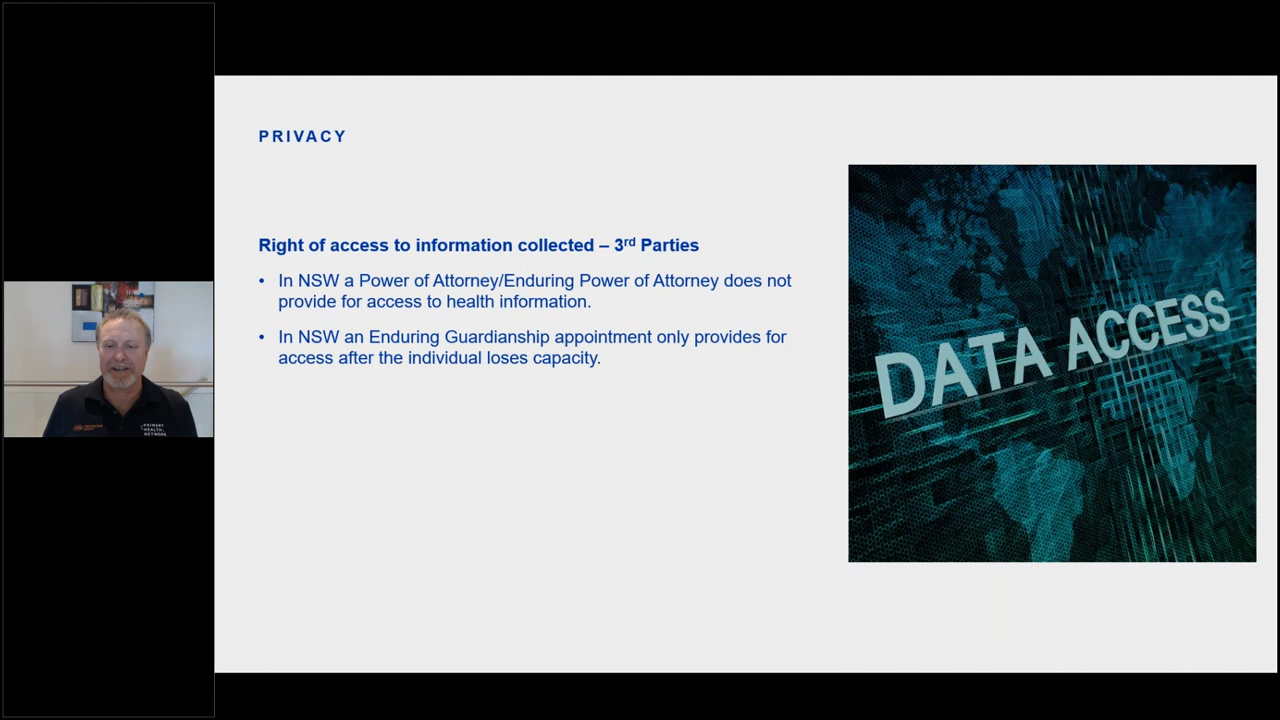 PRIVACY
Right of access to information collected – 3rd Parties
• In NSW a Power of Attorney/Enduring Power of Attorney does not
provide for access to health information.
• In NSW an Enduring Guardianship appointment only provides for
access after the individual loses capacity.
DATA ACCESS
PRIMARY
HEALTH
NETWORK